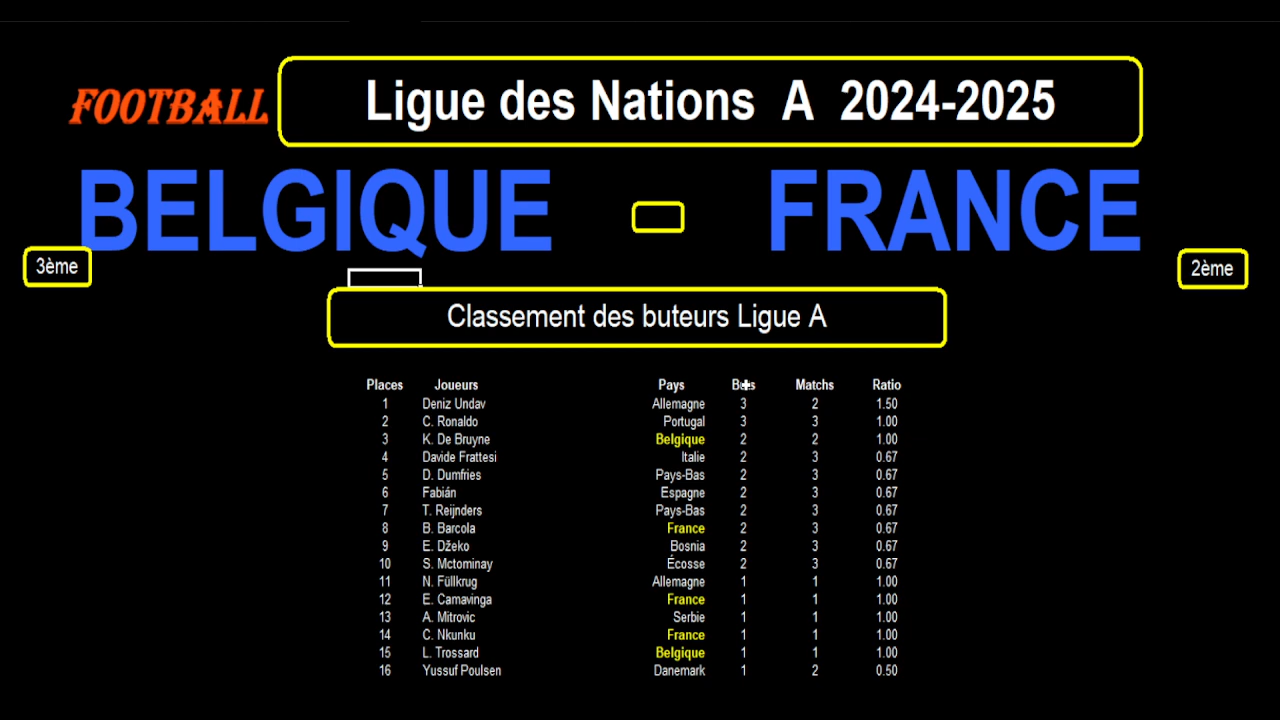 FOOTBALL
Ligue des Nations A 2024-2025
BELGIQUE - FRANCE
3ème
2ème
Classement des buteurs Ligue A
Places Joueurs Pays Buts Matchs Ratio
1 Deniz Undav Allemagne 3 2 1.50
2 C. Ronaldo Portugal 3 3 1.00
3 K. De Bruyne Belgique 2 2 1.00
4 Davide Frattesi Italie 2 3 0.67
5 D. Dumfries Pays-Bas 2 3 0.67
6 Fabián Espagne 2 3 0.67
7 T. Reijnders Pays-Bas 2 3 0.67
8 B. Barcola France 2 3 0.67
9 E. Džeko Bosnia 2 3 0.67
10 S. Mctominay Écosse 2 3 0.67
11 N. Füllkrug Allemagne 1 1 1.00
12 E. Camavinga France 1 1 1.00
13 A. Mitrovic Serbie 1 1 1.00
14 C. Nkunku France 1 1 1.00
15 L. Trossard Belgique 1 1 1.00
16 Yussuf Poulsen Danemark 1 2 0.50